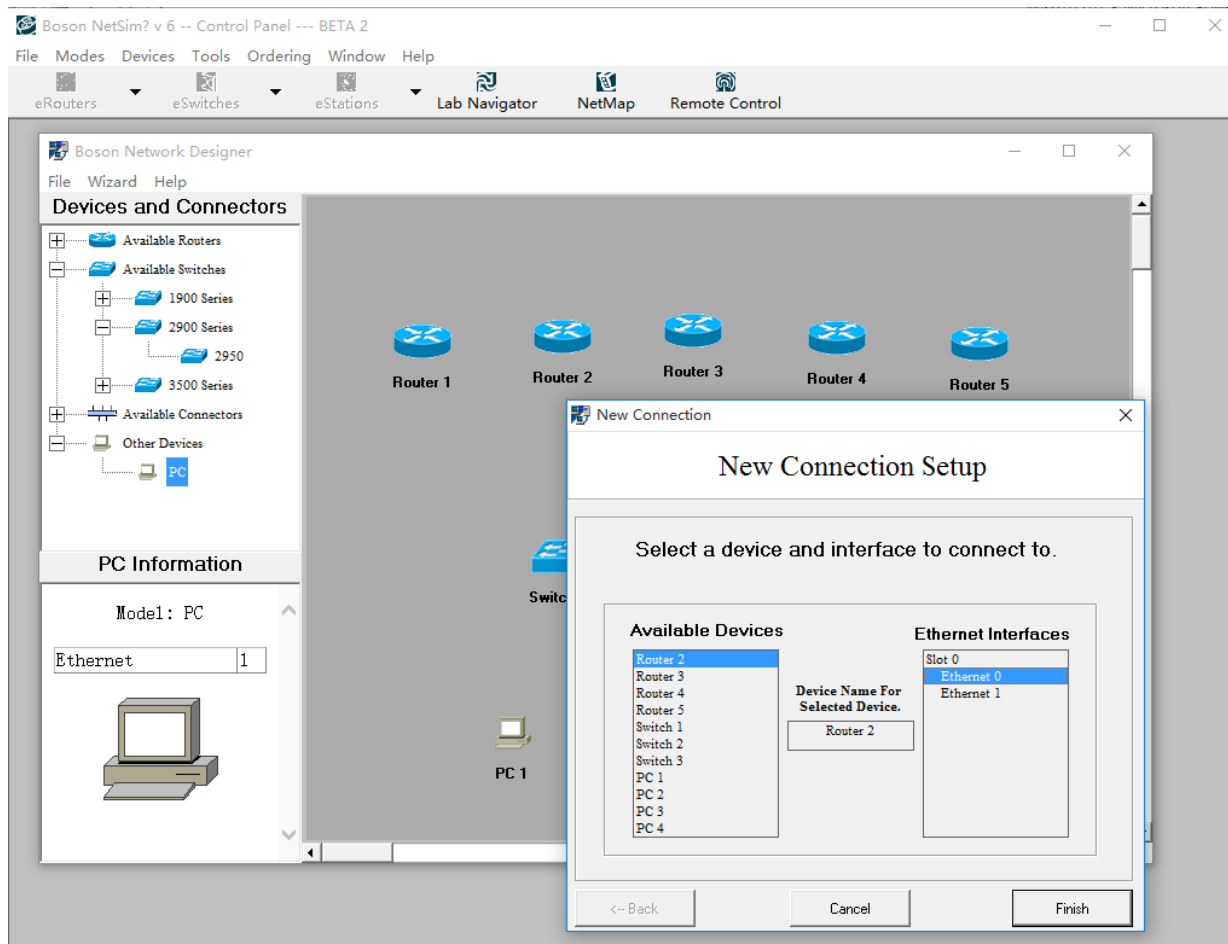 Boson NetSim? v 6 -- Control Panel --- BETA 2
File Modes Devices Tools Ordering Window Help
eRouters eSwitches eStations Lab Navigator NetMap Remote Control
Boson Network Designer
File Wizard Help
Devices and Connectors
Available Routers
Available Switches
1900 Series
2900 Series
2950
3500 Series
Available Connectors
Other Devices
PC
PC Information
Model: PC
Ethernet 1
Router 1 Router 2 Router 3 Router 4 Router 5
Switc
PC 1
New Connection
New Connection Setup
Select a device and interface to connect to.
Available Devices
Router 2
Router 3
Router 4
Router 5
Switch 1
Switch 2
Switch 3
PC 1
PC 2
PC 3
PC 4
Device Name For
Selected Device.
Router 2
Ethernet Interfaces
Slot 0
Ethernet 0
Ethernet 1
<-- Back Cancel Finish